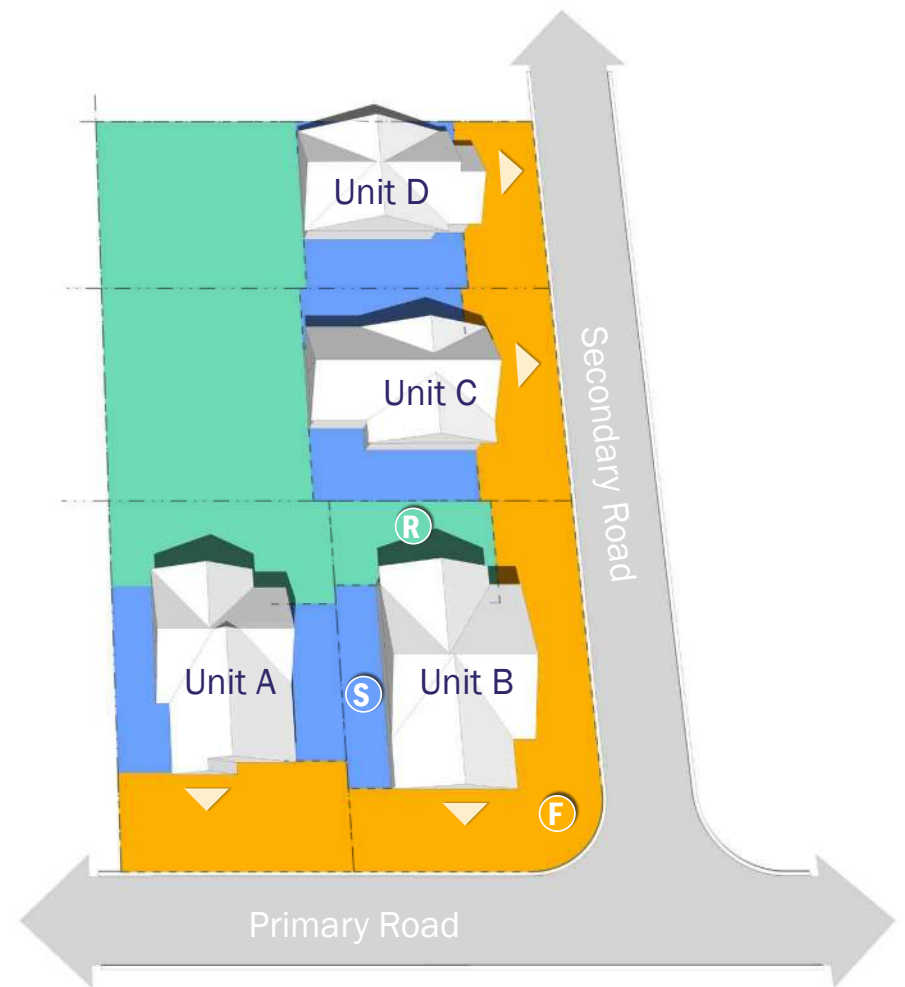 Unit D
Secondary Road
Unit C
R
Unit A
S
Unit B
F
Primary Road